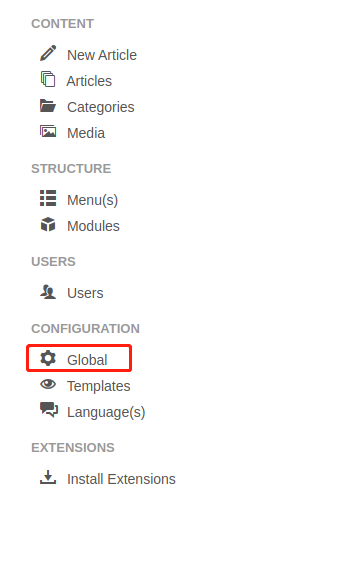 CONTENT
New Article
Articles
Categories
Media
STRUCTURE
Menu(s)
Modules
USERS
Users
CONFIGURATION
Global
Templates
Language(s)
EXTENSIONS
Install Extensions